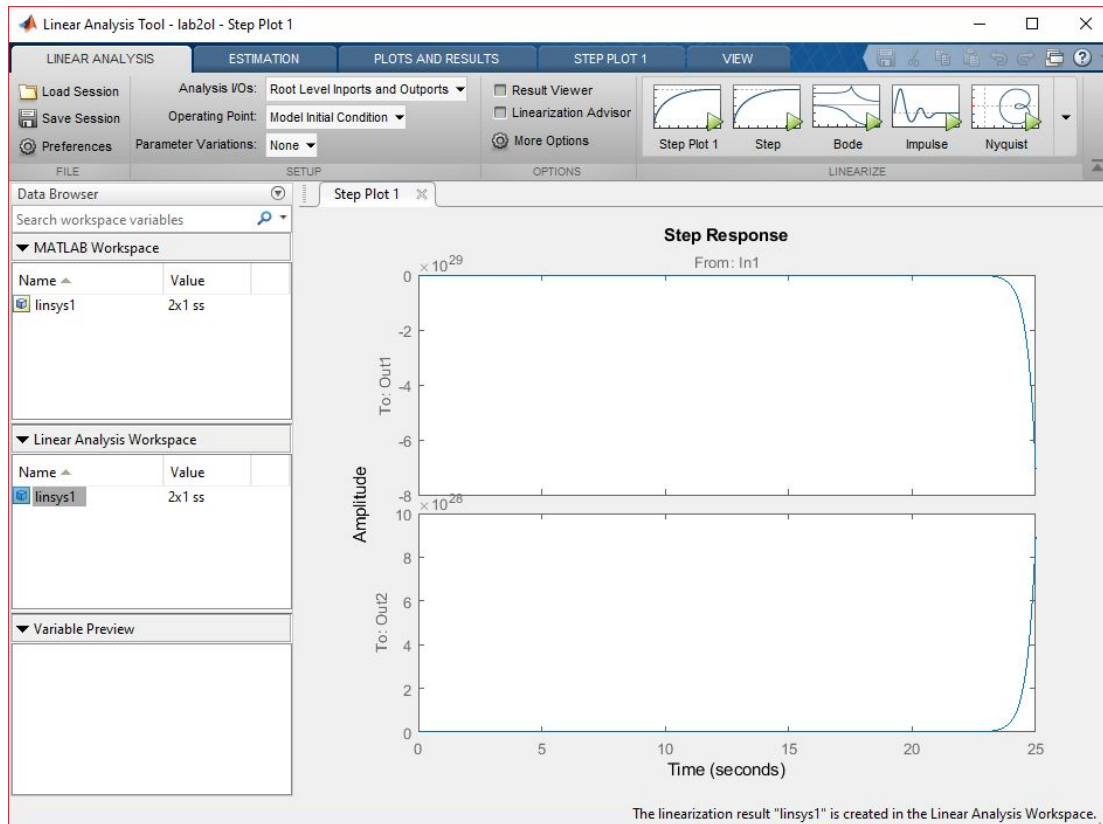 Linear Analysis Tool - lab2ol - Step Plot 1
LINEAR ANALYSIS ESTIMATION PLOTS AND RESULTS STEP PLOT 1 VIEW
Load Session
Save Session
Preferences
FILE
Analysis I/Os: Root Level Inports and Outports
Operating Point: Model Initial Condition
Parameter Variations: None
SETUP
Result Viewer
Linearization Advisor
More Options
OPTIONS
Step Plot 1 Step Bode Impulse Nyquist
LINEARIZE
Data Browser
Search workspace variables
MATLAB Workspace
Name Value
linsys1 2x1 ss
Linear Analysis Workspace
Name Value
linsys1 2x1 ss
Variable Preview
Step Plot 1
Step Response
From: In1
×10^29
0
-2
-4
-6
-8
To: Out1
Amplitude
×10^28
10
8
6
4
2
0
To: Out2
0 5 10 15 20 25
Time (seconds)
The linearization result "linsys1" is created in the Linear Analysis Workspace.